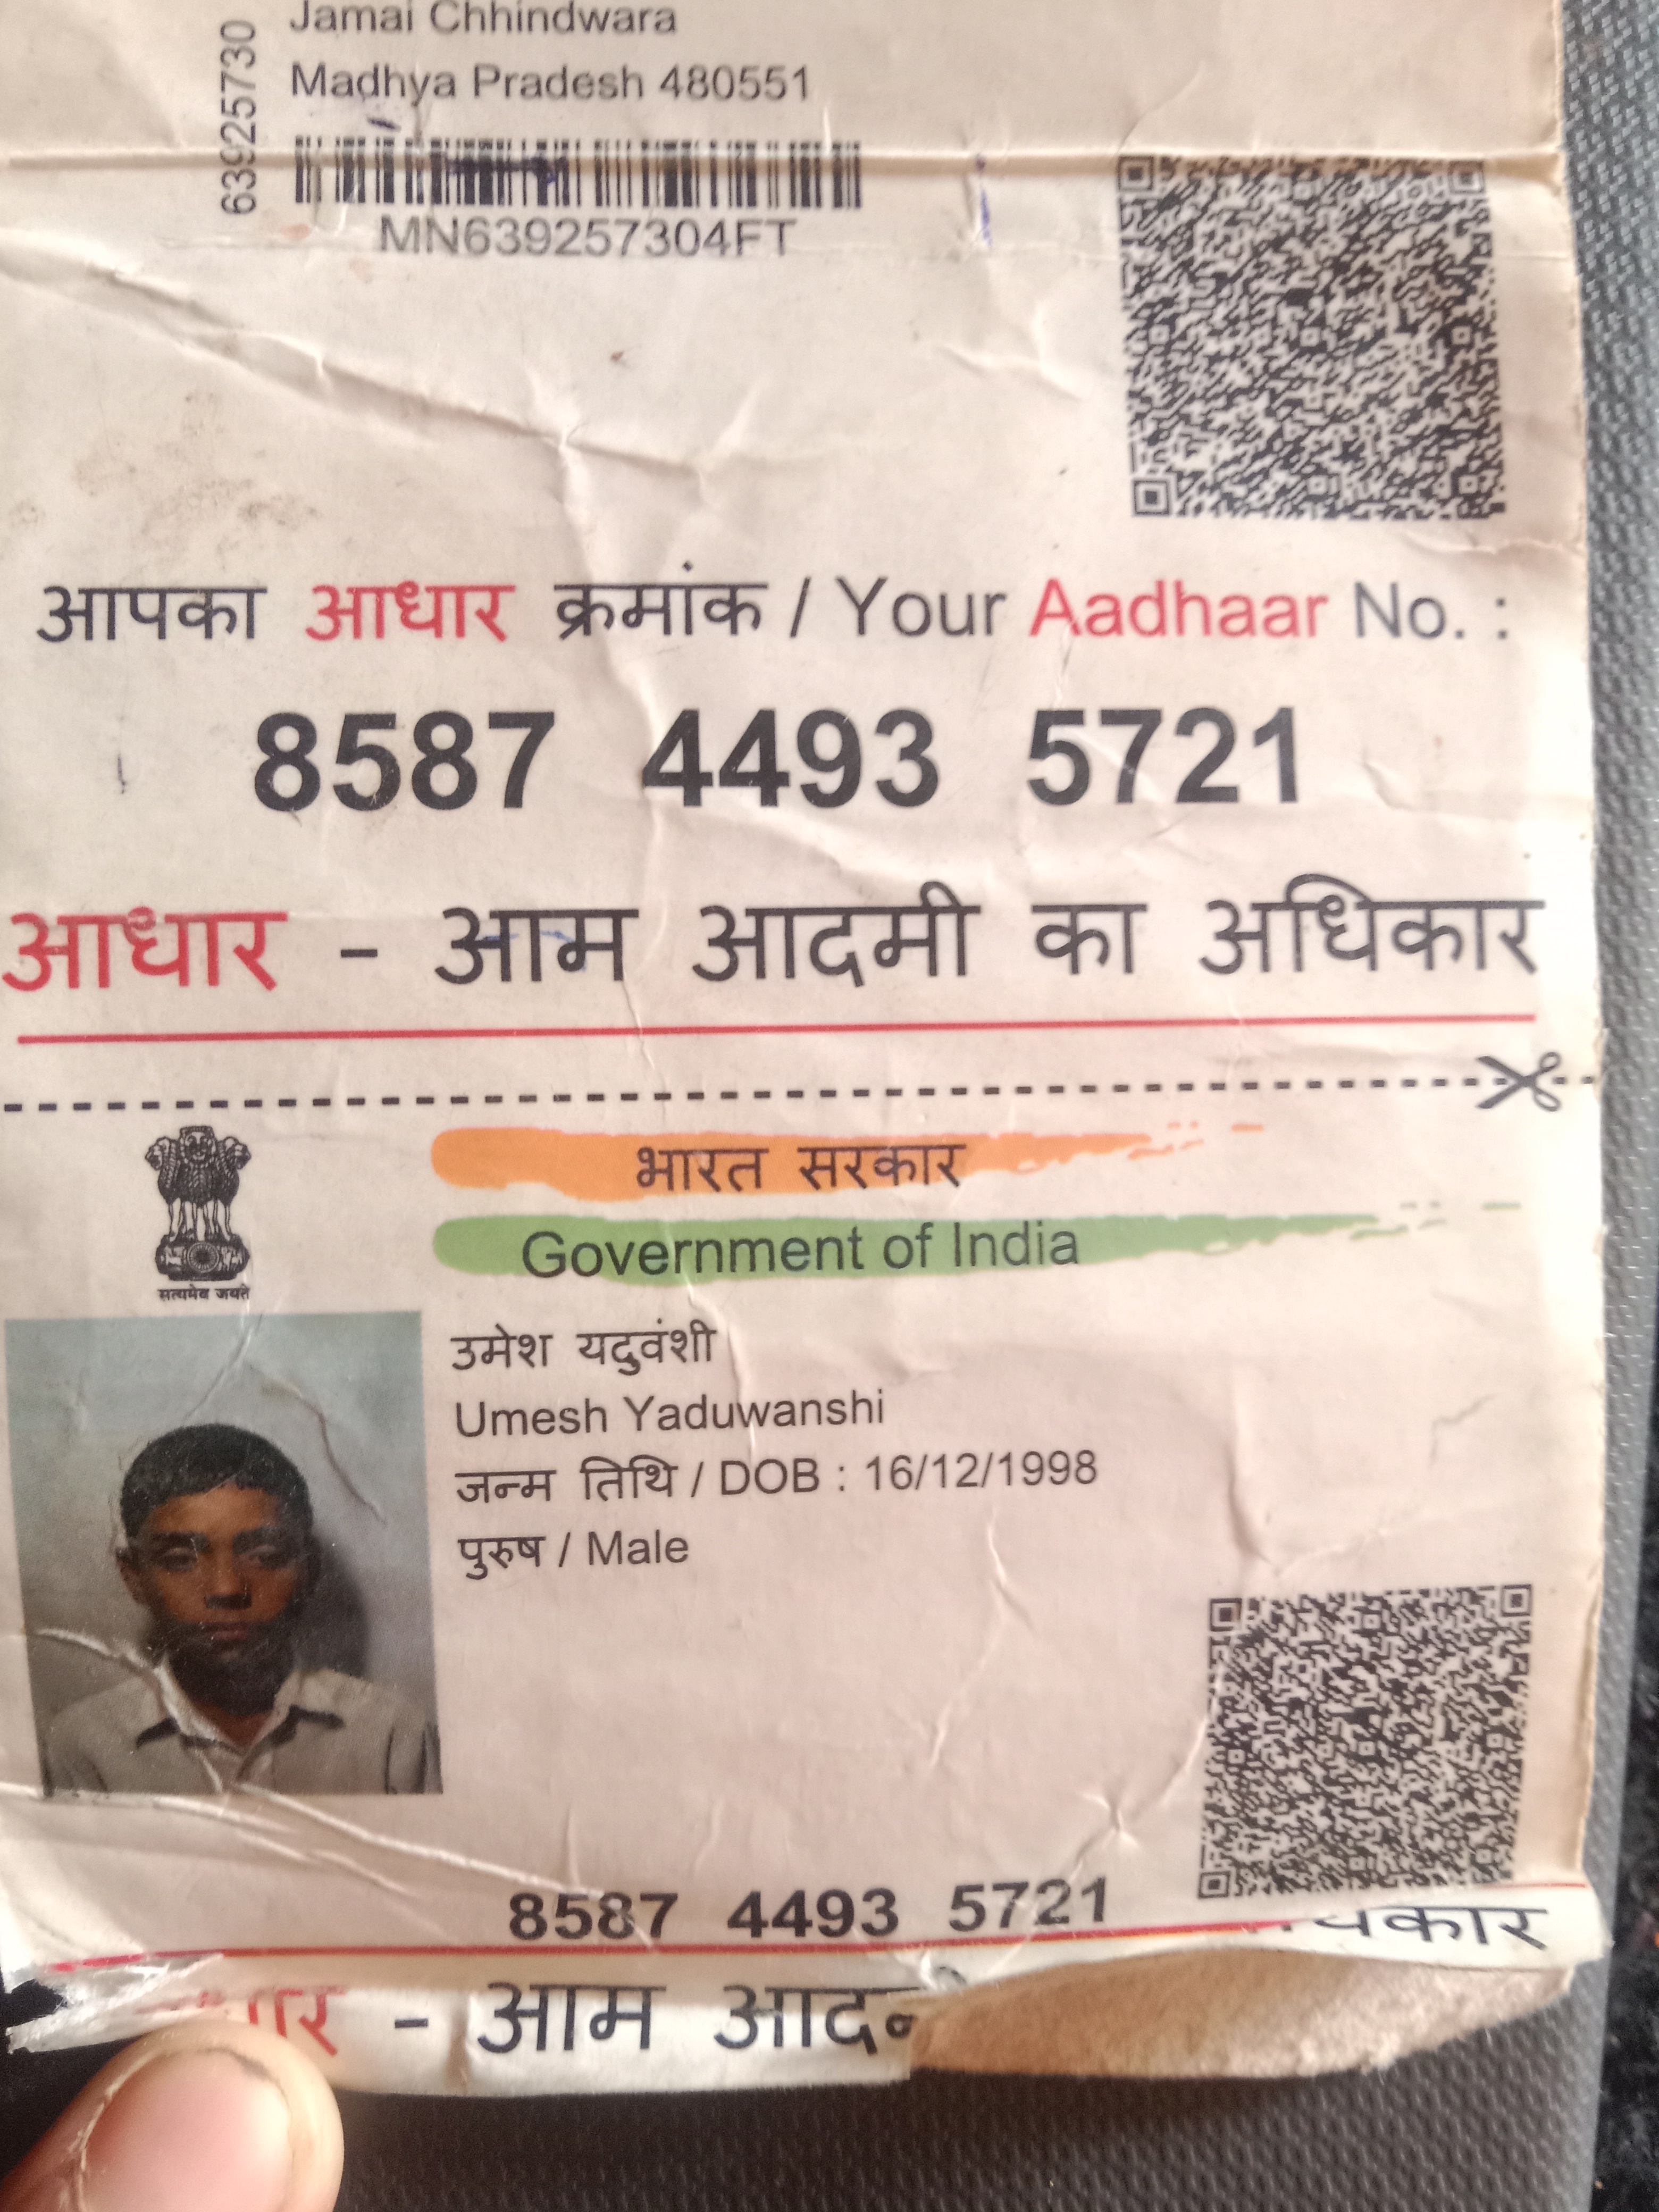 Jamai Chhindwara
Madhya Pradesh 480551
63925730
MN639257304FT
आपका आधार क्रमांक / Your Aadhaar No. :
8587 4493 5721
आधार - आम आदमी का अधिकार
भारत सरकार
Government of India
सत्यमेव जयते
उमेश यदुवंशी
Umesh Yaduwanshi
जन्म तिथि / DOB : 16/12/1998
पुरुष / Male
8587 4493 5721
- आम